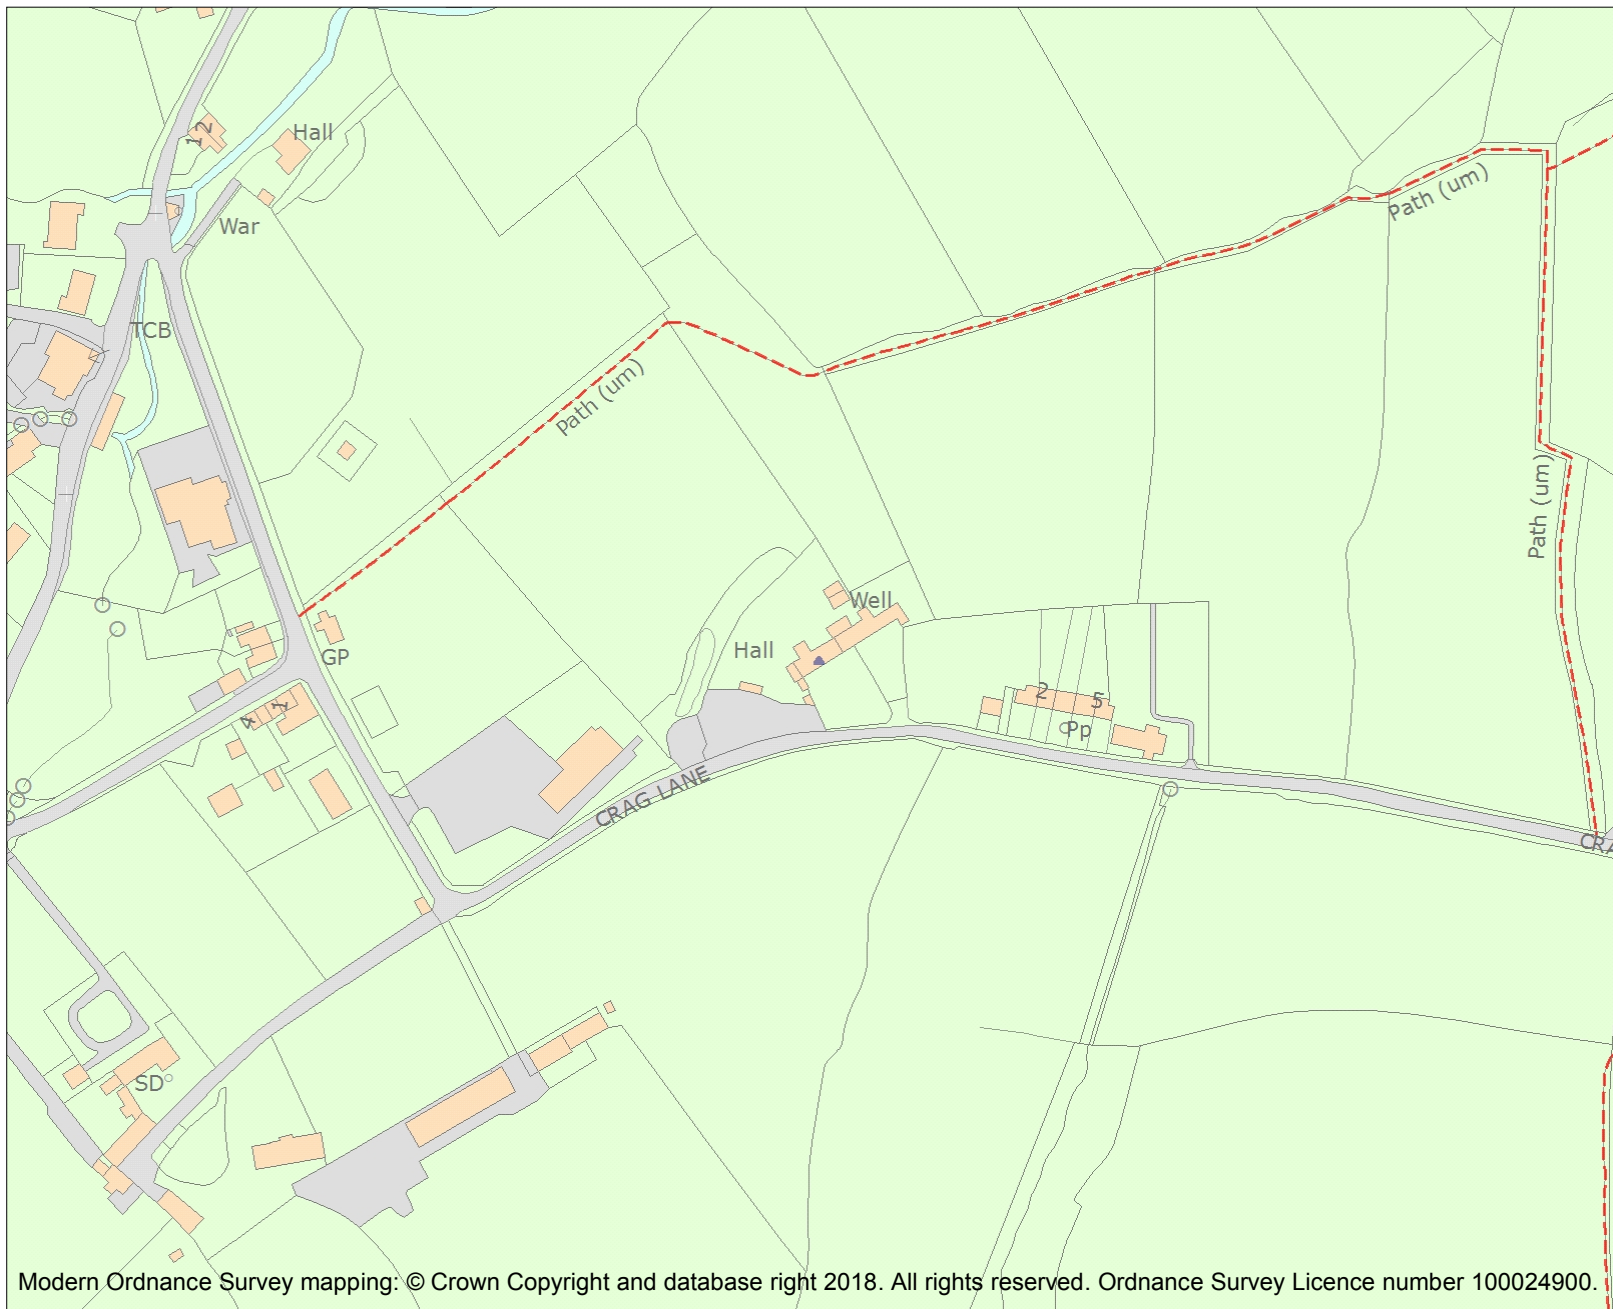 12
Hall
War
TCB
Path (um)
Path (um)
Path (um)
Well
Hall
GP
4
1
2
5
Pp
CRAG LANE
CRA
SD
Modern Ordnance Survey mapping: © Crown Copyright and database right 2018. All rights reserved. Ordnance Survey Licence number 100024900.